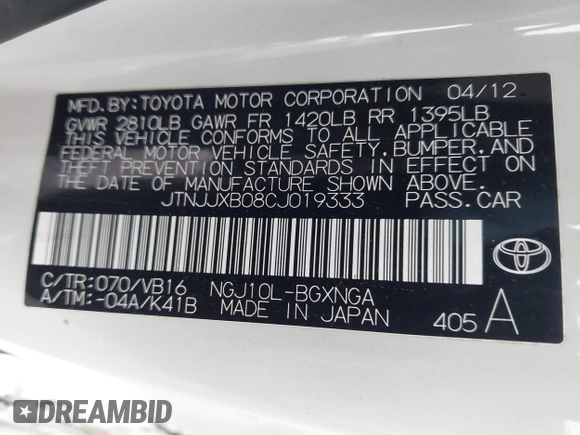 MFD. BY: TOYOTA MOTOR CORPORATION 04/12
GVWR 2810LB GAWR FR 1420LB RR 1395LB
THIS VEHICLE CONFORMS TO ALL APPLICABLE
FEDERAL MOTOR VEHICLE SAFETY, BUMPER, AND
THEFT PREVENTION STANDARDS IN EFFECT ON
THE DATE OF MANUFACTURE SHOWN ABOVE.
JTNJJXB08CJ019333 PASS. CAR
C/TR: 070/VB16 NGJ10L-BGXNGA
A/TM: -04A/K41B MADE IN JAPAN 405 A
DREAMBID